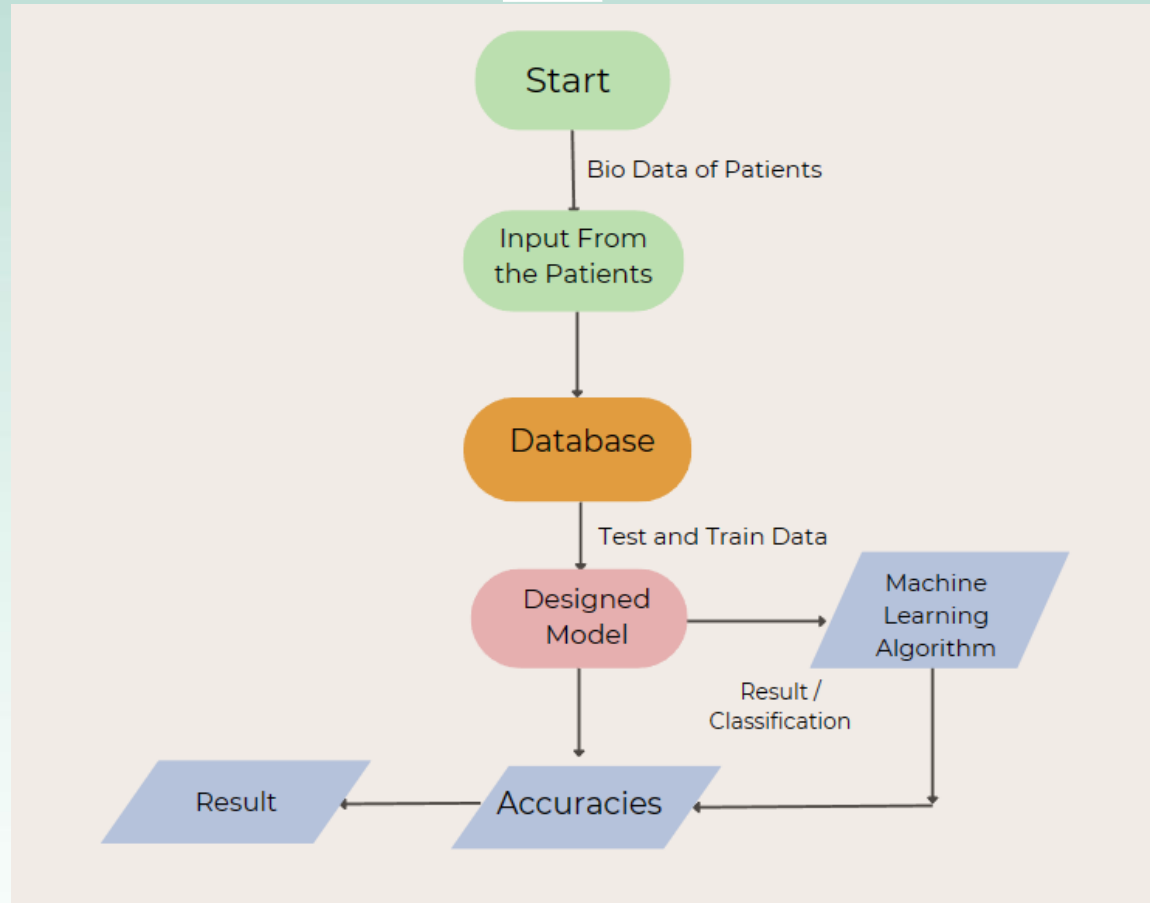 Start
Bio Data of Patients
Input From
the Patients
Database
Test and Train Data
Designed
Model
Machine
Learning
Algorithm
Result /
Classification
Result
Accuracies